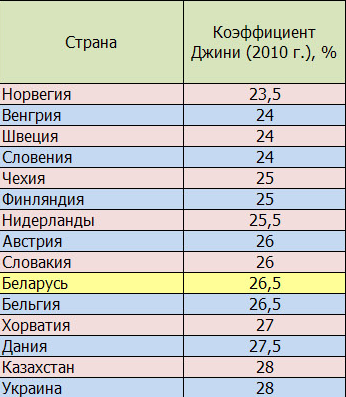 Страна
Коэффициент
Джини (2010 г.), %
Норвегия 23,5
Венгрия 24
Швеция 24
Словения 24
Чехия 25
Финляндия 25
Нидерланды 25,5
Австрия 26
Словакия 26
Беларусь 26,5
Бельгия 26,5
Хорватия 27
Дания 27,5
Казахстан 28
Украина 28